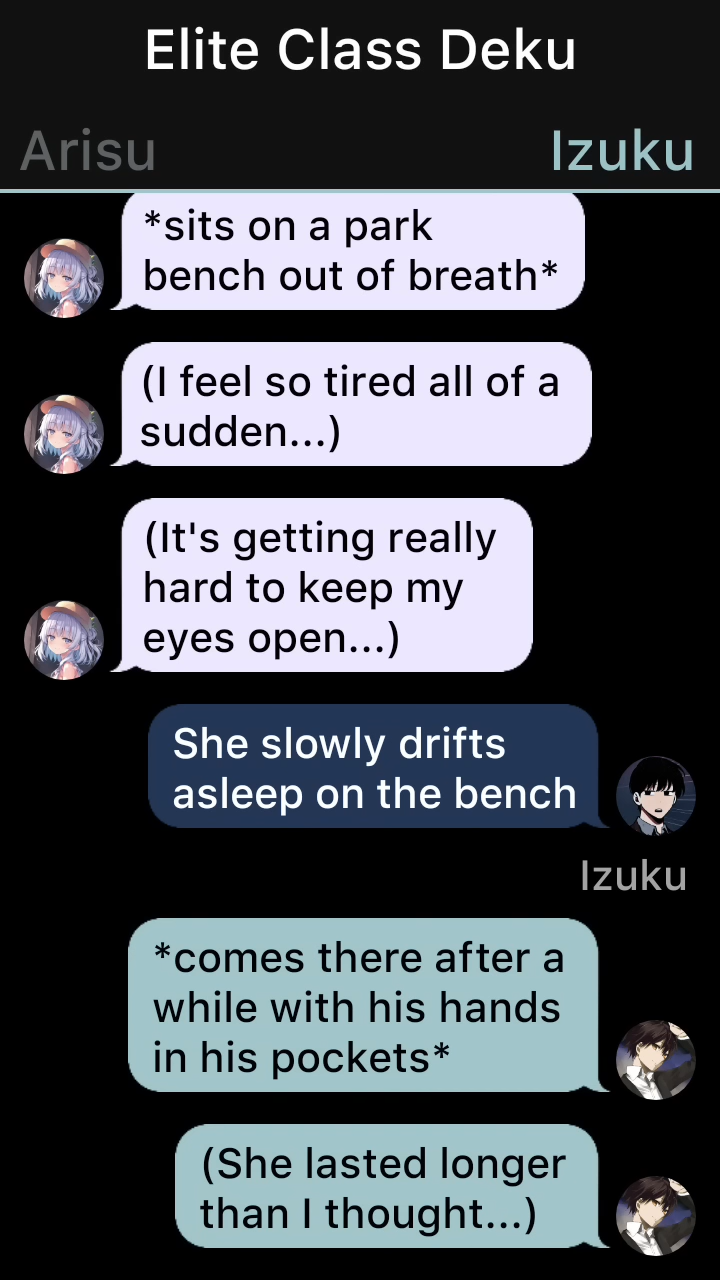 Elite Class Deku
Arisu Izuku
*sits on a park
bench out of breath*
(I feel so tired all of a
sudden...)
(It's getting really
hard to keep my
eyes open...)
She slowly drifts
asleep on the bench
Izuku
*comes there after a
while with his hands
in his pockets*
(She lasted longer
than I thought...)